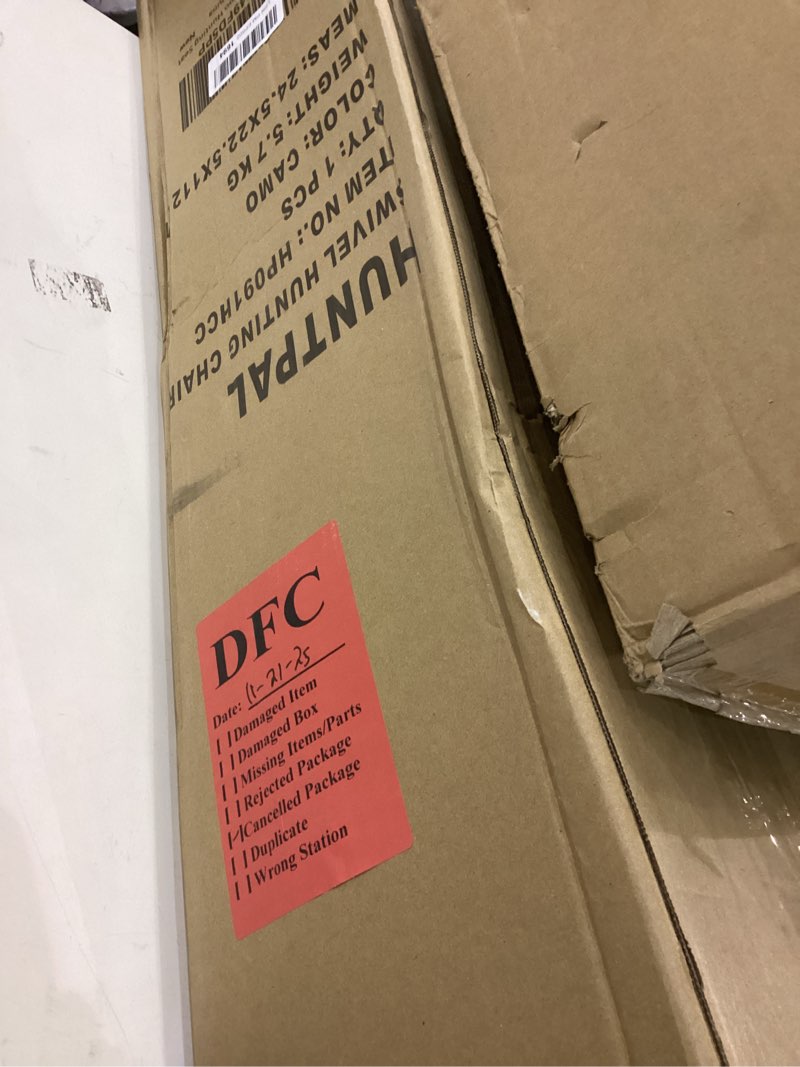 HUNTPAL
SWIVEL HUNTING CHAIR
ITEM NO.: HP091HCC
QTY: 1 PCS
COLOR: CAMO
WEIGHT: 5.7 KG
MEAS: 24.5X22.5X112
New
DFC
Date: 11-21-25
[ ] Damaged Item
[ ] Damaged Box
[ ] Missing Items/Parts
[ ] Rejected Package
[✓] Cancelled Package
[ ] Duplicate
[ ] Wrong Station